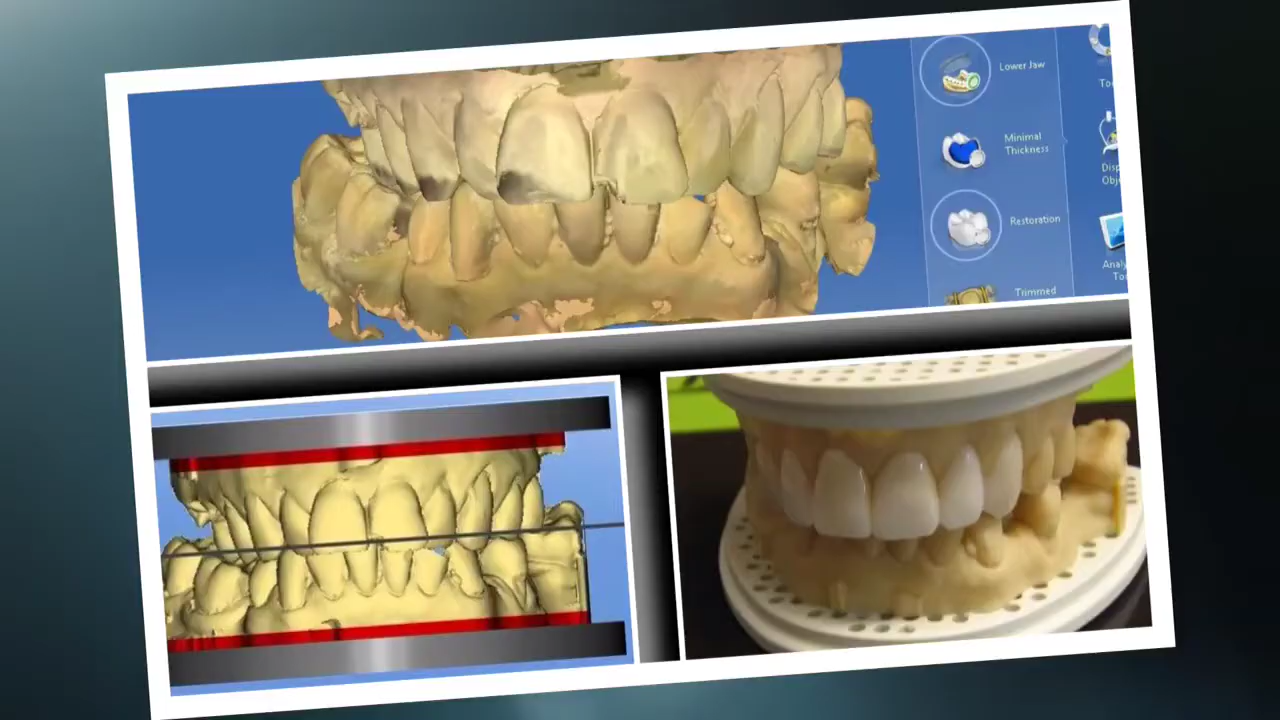 Lower Jaw
Minimal
Thickness
Restoration
Trimmed